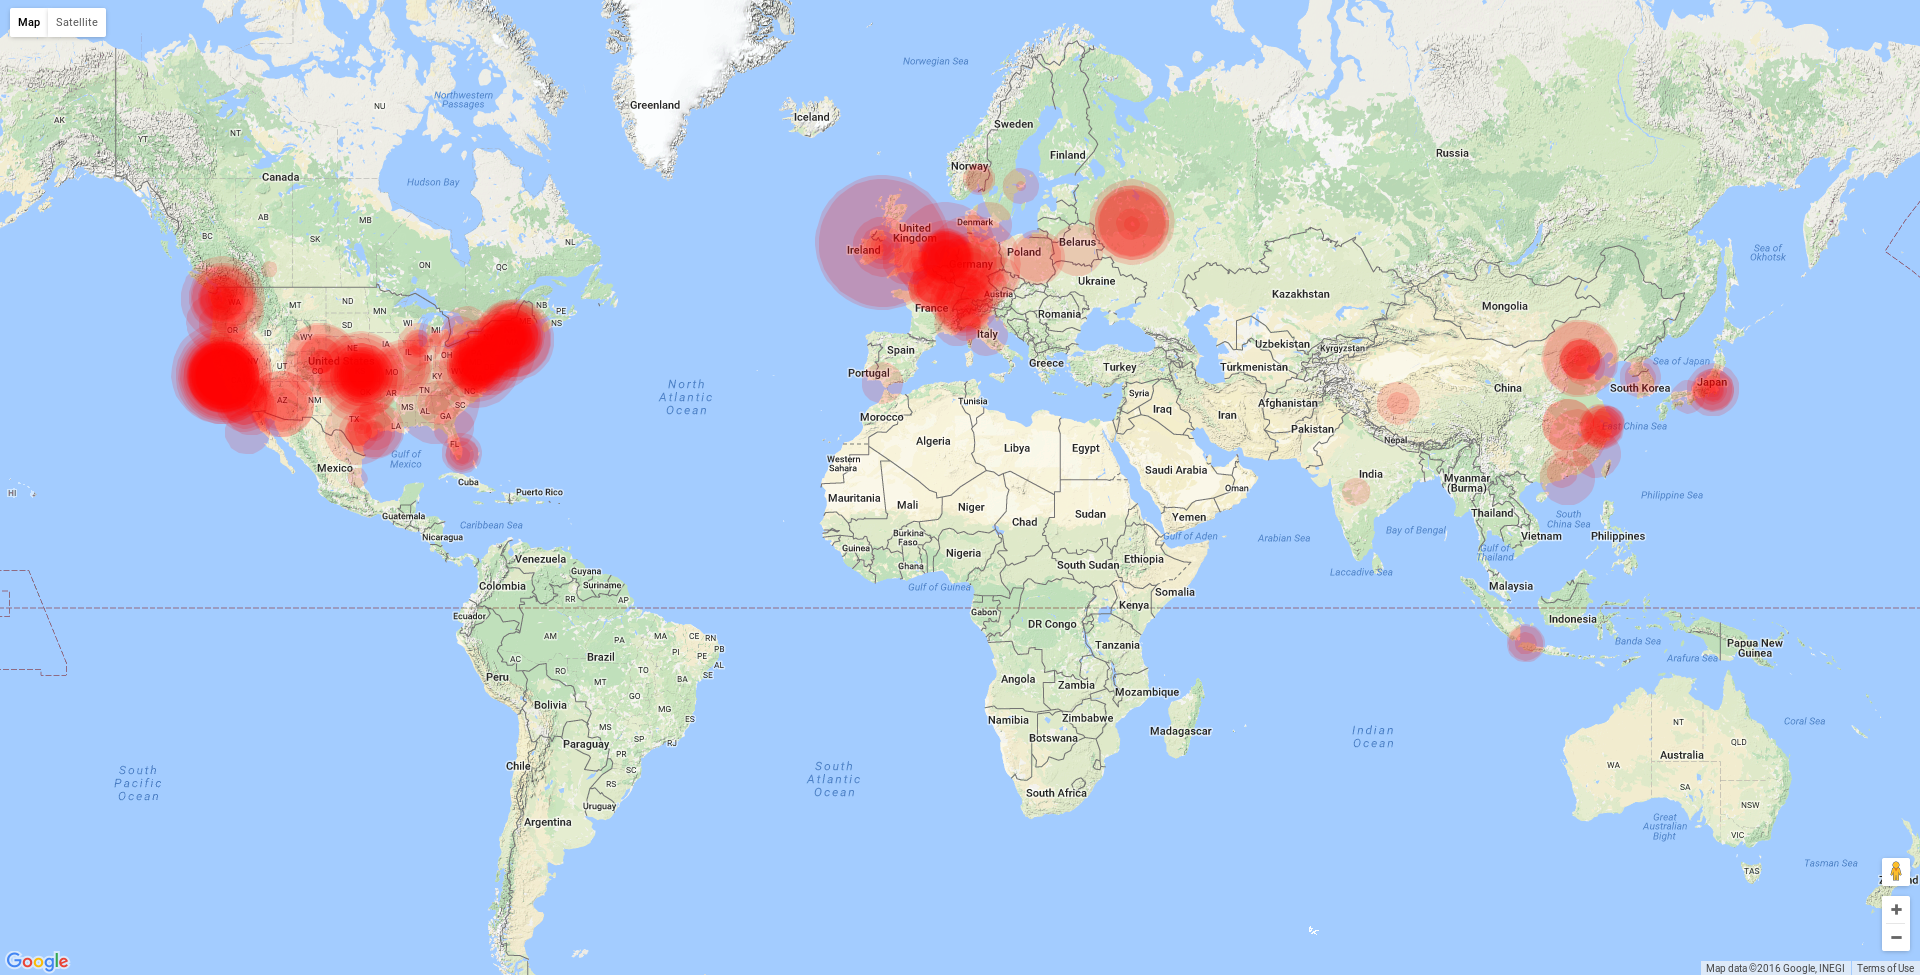 Map
Satellite
Norwegian Sea
Northwestern
Passages
NU
Greenland
AK
Iceland
Sweden
NT
YT
Russia
Finland
Norway
Canada
Hudson Bay
AB
MB
BC
SK
NL
Denmark
United
Kingdom
Ireland
Poland
Belarus
Germany
Ukraine
Sea of
Okhotsk
ON
QC
Kazakhstan
Austria
Mongolia
WA
MT
ND
MN
NB
PE
NS
France
Romania
OR
ID
SD
WI
MI
WY
Italy
NE
IA
IL
IN
OH
Spain
Uzbekistan
Kyrgyzstan
Sea of Japan
United States
UT
CO
MO
KY
Greece
Turkey
Turkmenistan
Portugal
China
South Korea
Japan
North
Atlantic
Ocean
AZ
NM
AR
TN
NC
MS
AL
SC
GA
Syria
Iraq
Iran
Afghanistan
Tunisia
Morocco
TX
LA
Pakistan
East China Sea
Algeria
Libya
Egypt
Nepal
FL
Gulf of
Mexico
Mexico
Western
Sahara
Saudi Arabia
India
Myanmar
(Burma)
Cuba
Puerto Rico
HI
Oman
Philippine Sea
Mauritania
Mali
Niger
Chad
Sudan
Yemen
Thailand
South
China Sea
Guatemala
Caribbean Sea
Nicaragua
Burkina
Faso
Gulf of Aden
Arabian Sea
Bay of Bengal
Vietnam
Philippines
Guinea
Nigeria
Ethiopia
Gulf of
Thailand
Venezuela
Ghana
South Sudan
Guyana
Laccadive Sea
Colombia
Suriname
Gulf of Guinea
Malaysia
Somalia
RR
AP
Gabon
Kenya
Ecuador
DR Congo
Indonesia
AM
PA
MA
CE
RN
PB
PI
PE
AL
SE
Tanzania
Banda Sea
Papua New
Guinea
Arafura Sea
AC
Brazil
RO
TO
BA
Peru
MT
GO
Angola
Zambia
Mozambique
Bolivia
MG
ES
Namibia
Zimbabwe
Madagascar
NT
Coral Sea
MS
SP
RJ
Botswana
Indian
Ocean
QLD
Paraguay
PR
Australia
WA
South
Pacific
Ocean
Chile
SC
RS
South
Atlantic
Ocean
South Africa
SA
Uruguay
NSW
Argentina
Great
Australian
Bight
VIC
Tasman Sea
TAS
Google
Map data ©2016 Google, INEGI
Terms of Use